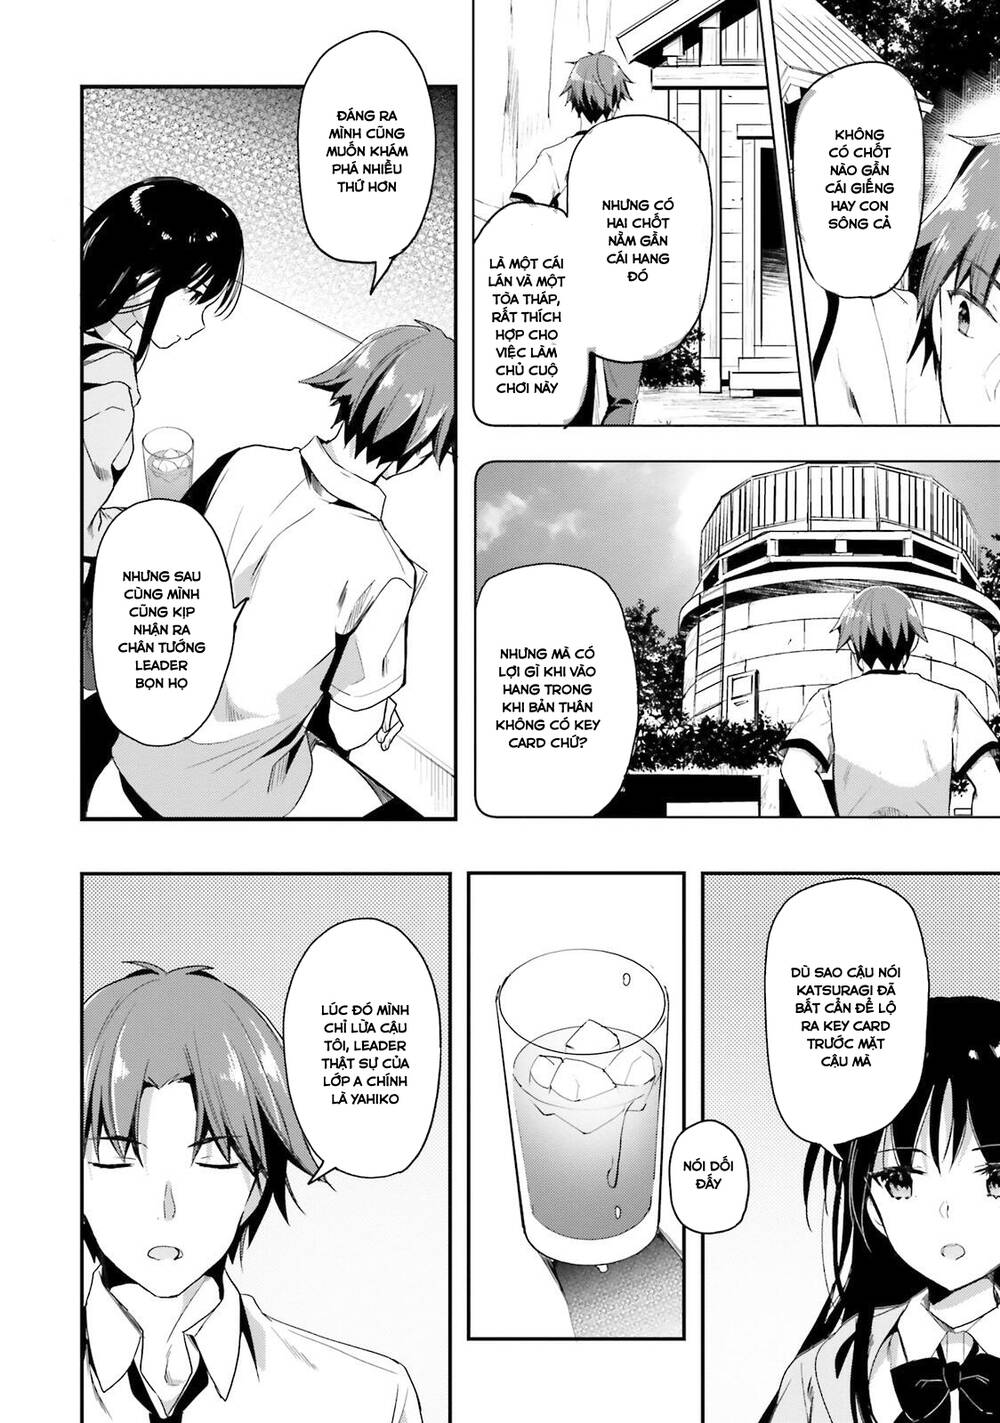 KHÔNG
CÓ CHỐT
NÀO GẦN
CÁI GIẾNG
HAY CON
SÔNG CẢ
NHƯNG CÓ
HAI CHỐT
NẰM GẦN
CÁI HANG
ĐÓ
LÀ MỘT CÁI
LÁN VÀ MỘT
TÒA THÁP,
RẤT THÍCH
HỢP CHO
VIỆC LÀM
CHỦ CUỘ
CHƠI NÀY
NHƯNG MÀ CÓ
LỢI GÌ KHI VÀO
HANG TRONG
KHI BẢN THÂN
KHÔNG CÓ KEY
CARD CHỨ?
ĐÁNG RA
MÌNH CŨNG
MUỐN KHÁM
PHÁ NHIỀU
THỨ HƠN
NHƯNG SAU
CÙNG MÌNH
CŨNG KỊP
NHẬN RA
CHÂN TƯỚNG
LEADER
BỌN HỌ
DÙ SAO CẬU NÓI
KATSURAGI ĐÃ
BẤT CẨN ĐỂ LỘ
RA KEY CARD
TRƯỚC MẶT
CẬU MÀ
NÓI DỐI
ĐẤY
LÚC ĐÓ MÌNH
CHỈ LỪA CẬU
TÔI, LEADER
THẬT SỰ CỦA
LỚP A CHÍNH
LÀ YAHIKO